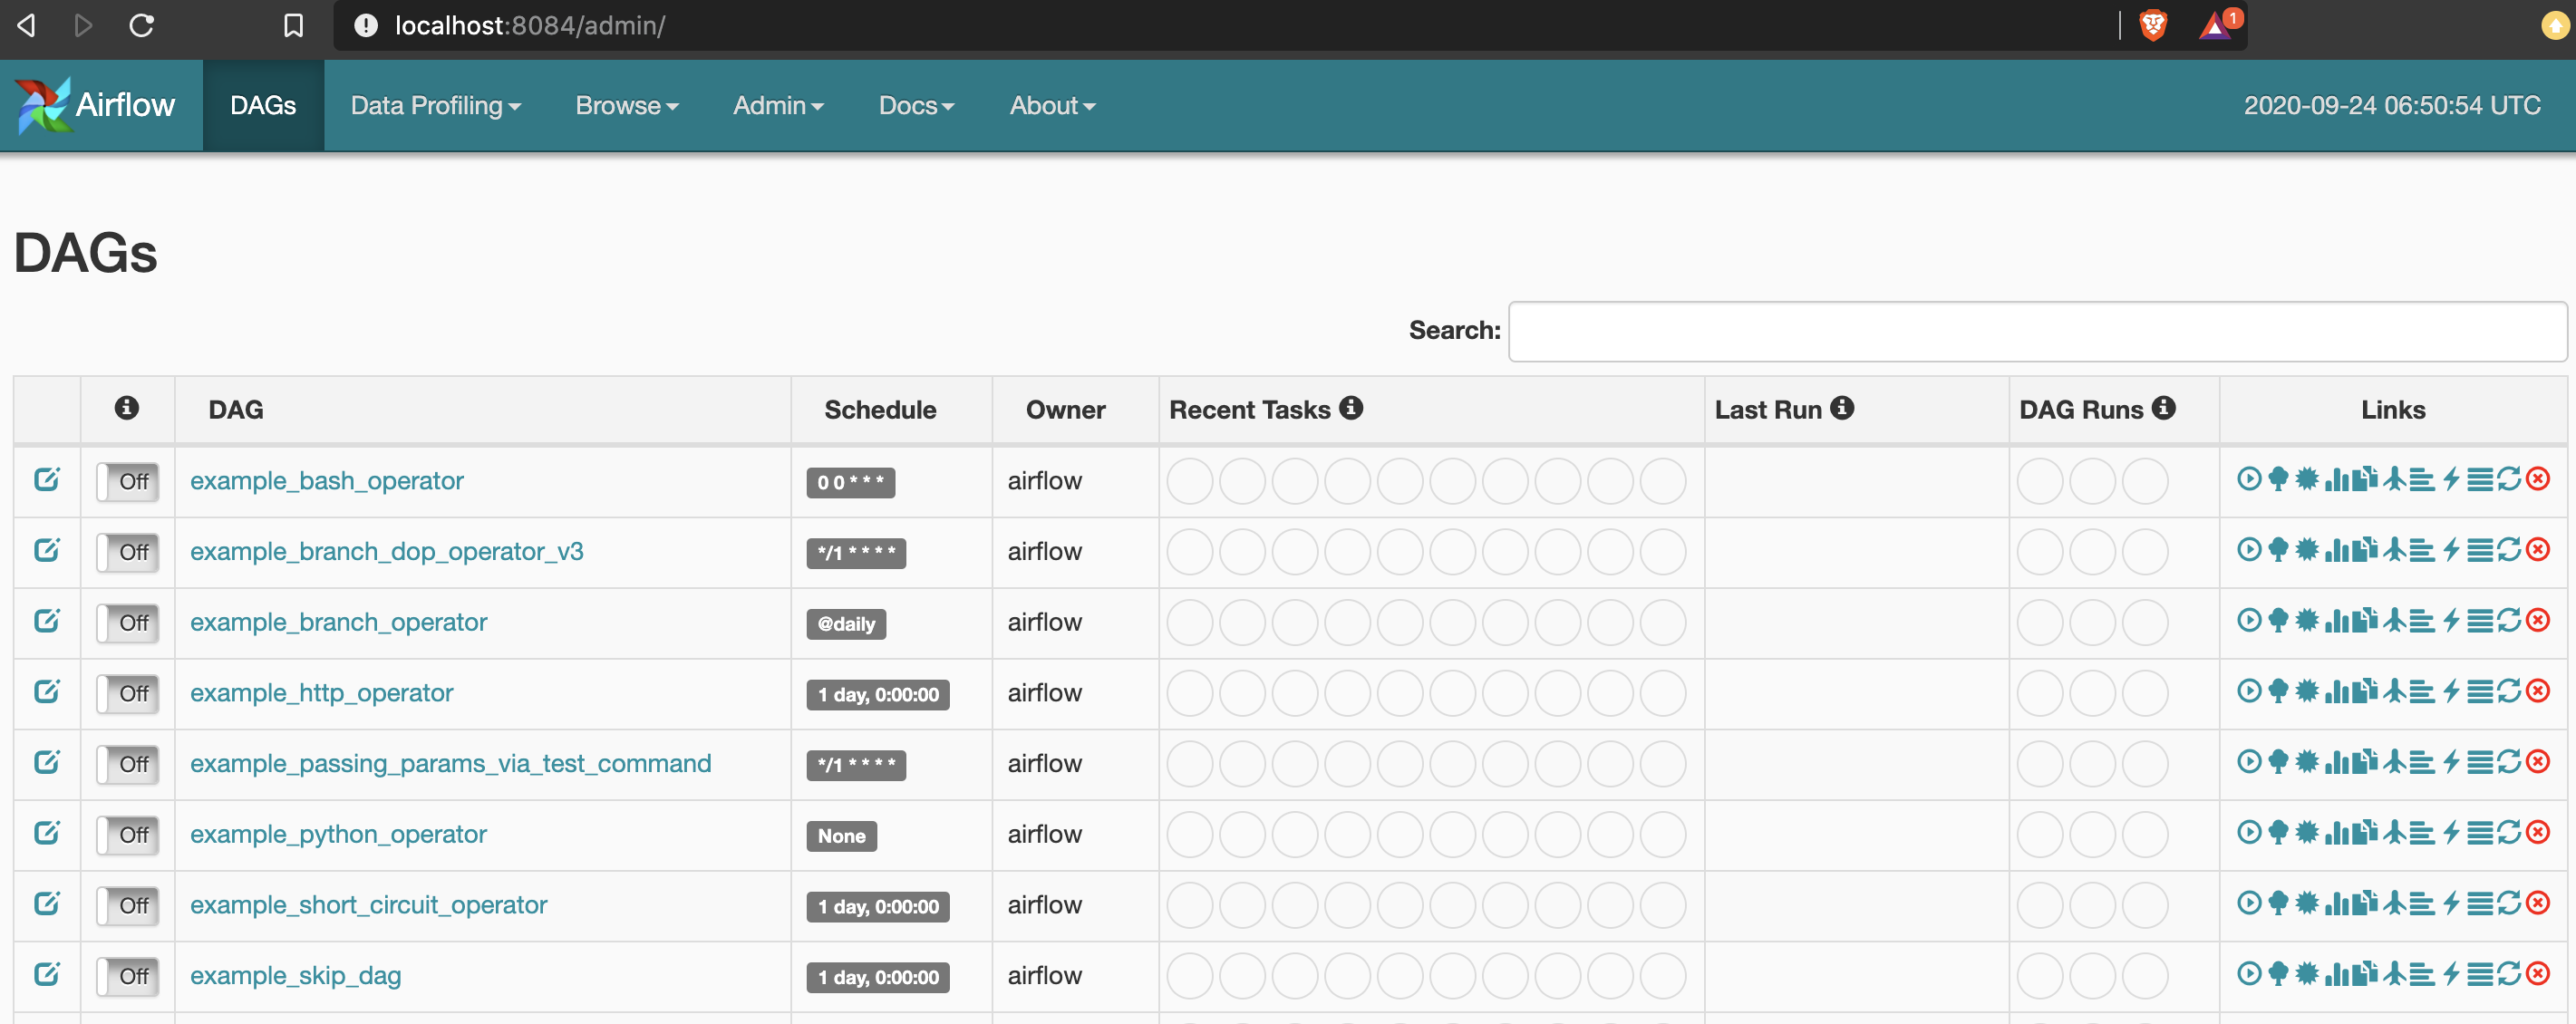 localhost:8084/admin/
1
Airflow DAGs Data Profiling Browse Admin Docs About 2020-09-24 06:50:54 UTC
DAGs
Search:
DAG Schedule Owner Recent Tasks Last Run DAG Runs Links
Off example_bash_operator 0 0 * * * airflow
Off example_branch_dop_operator_v3 */1 * * * * airflow
Off example_branch_operator @daily airflow
Off example_http_operator 1 day, 0:00:00 airflow
Off example_passing_params_via_test_command */1 * * * * airflow
Off example_python_operator None airflow
Off example_short_circuit_operator 1 day, 0:00:00 airflow
Off example_skip_dag 1 day, 0:00:00 airflow